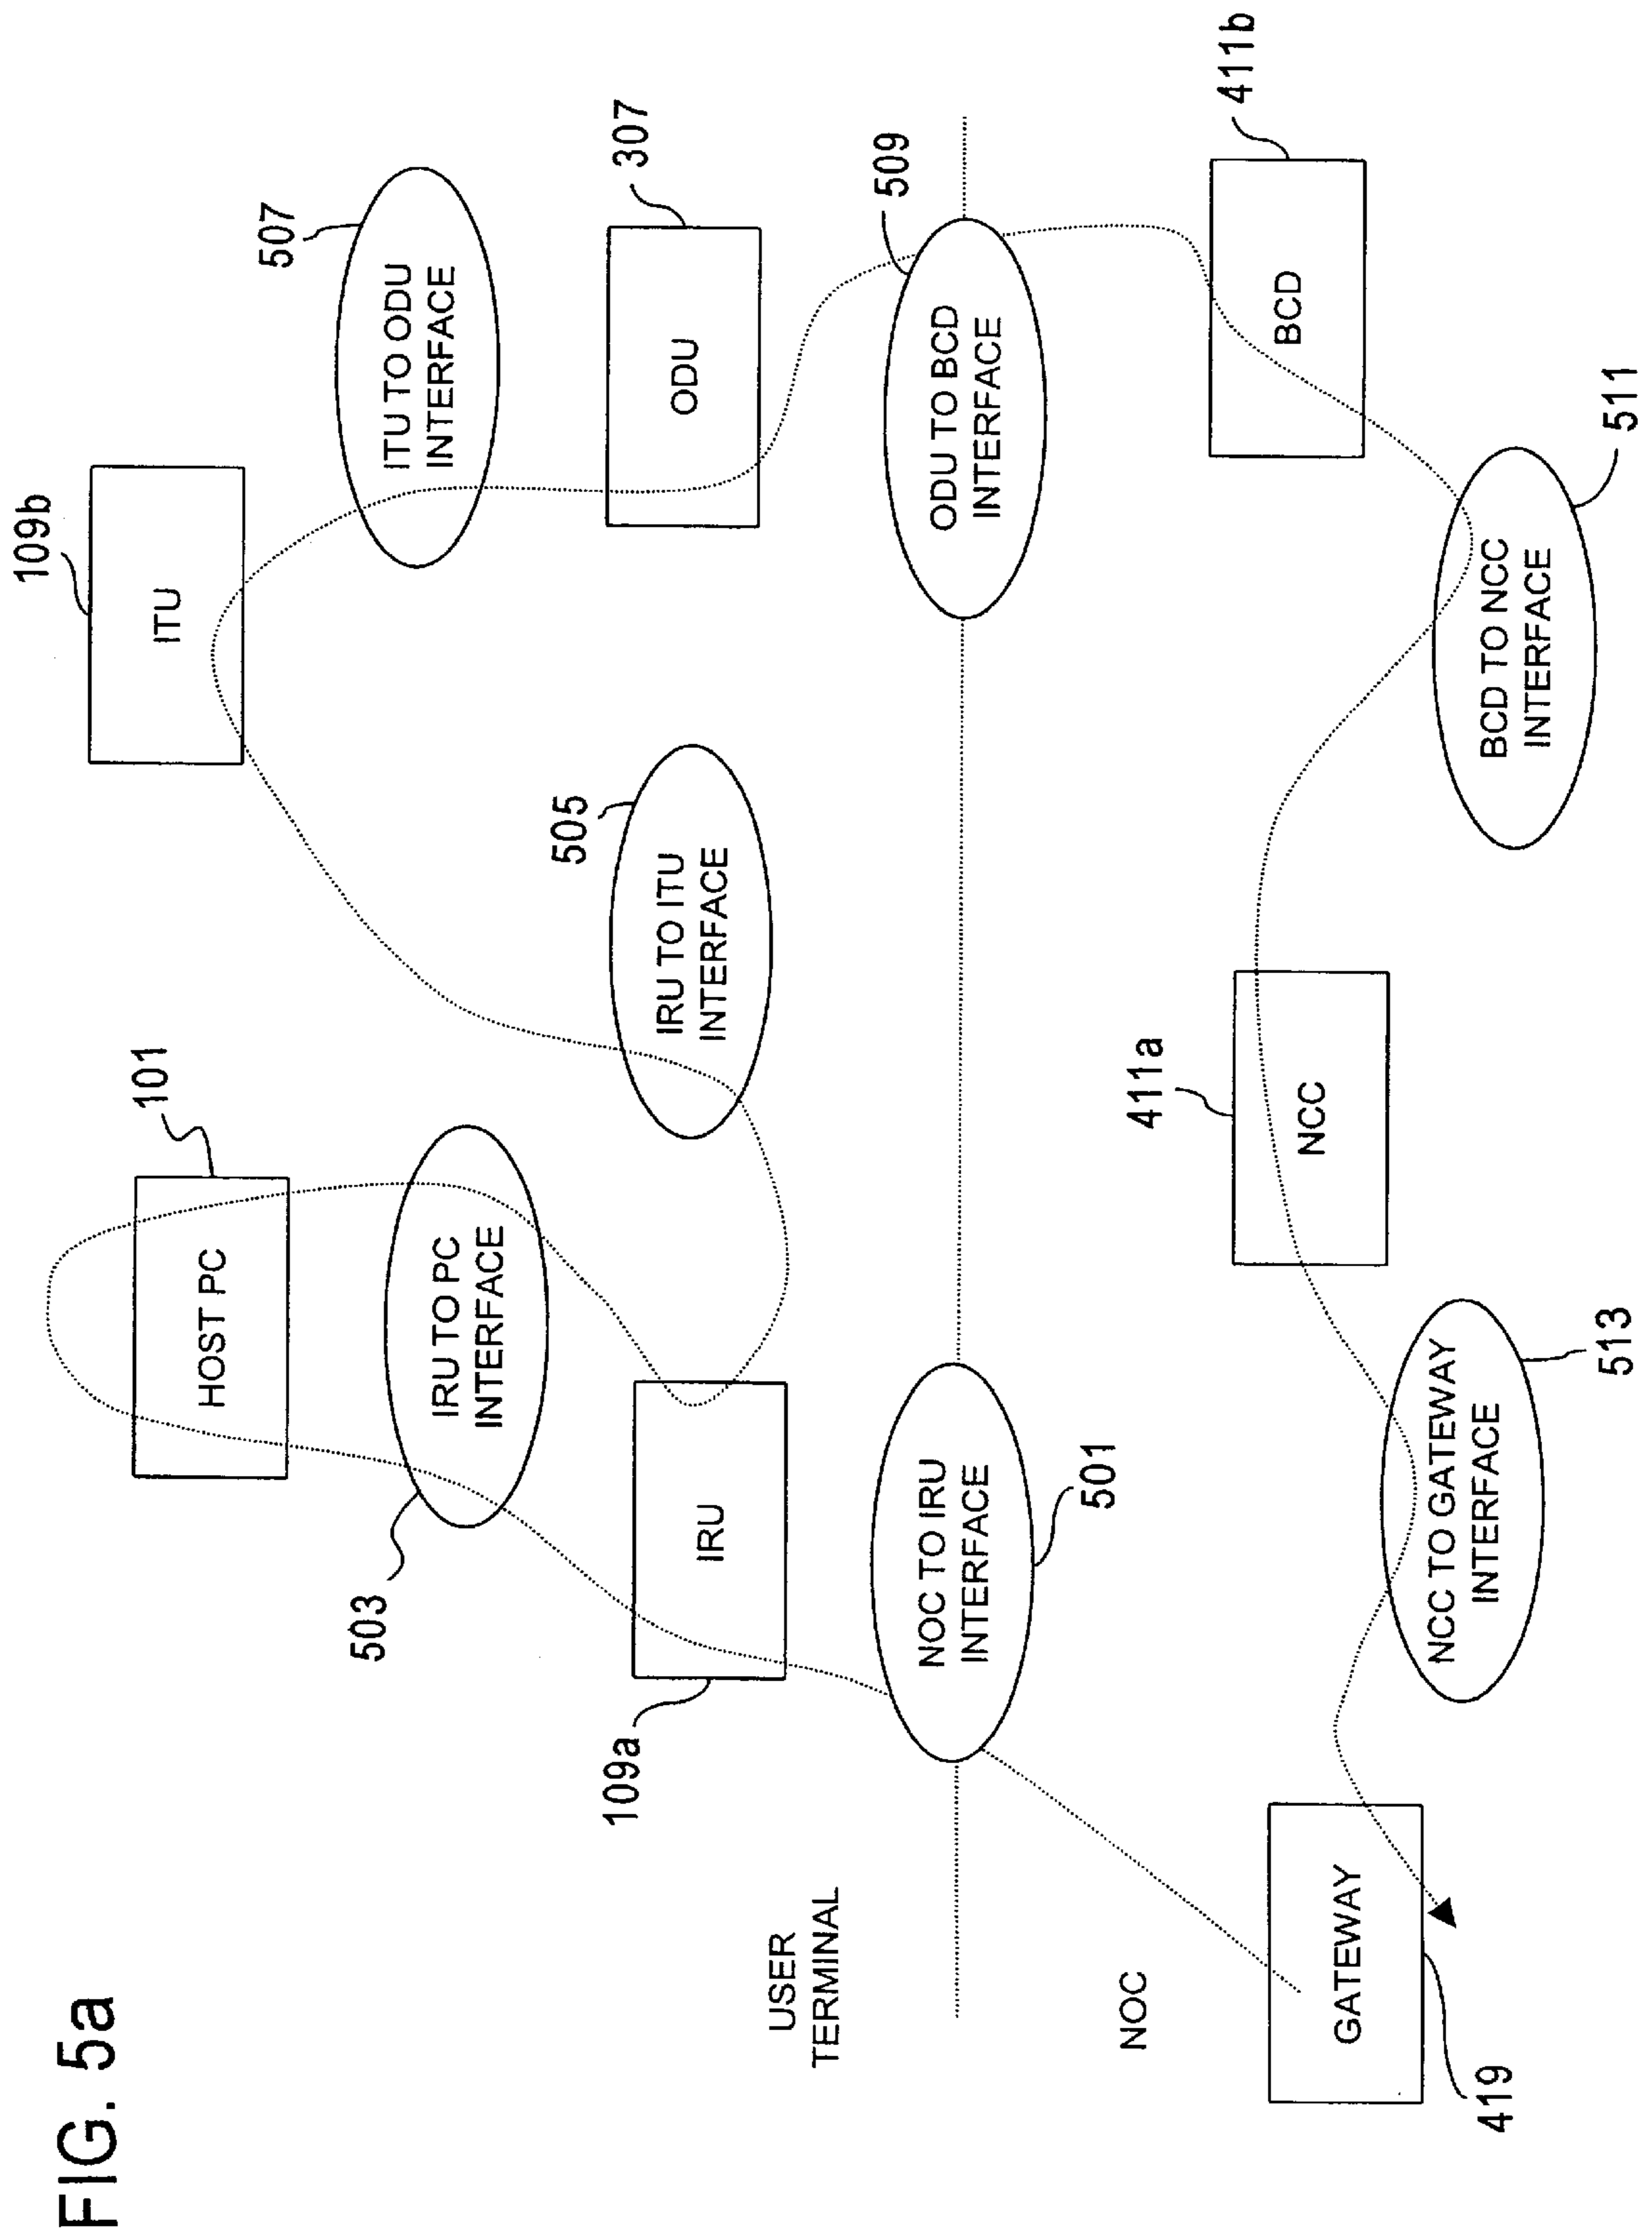 FIG. 5a
109b
ITU
507
ITU TO ODU
INTERFACE
101
HOST PC
503
IRU TO PC
INTERFACE
505
IRU TO ITU
INTERFACE
307
ODU
109a
IRU
USER
TERMINAL
NOC
501
NOC TO IRU
INTERFACE
509
ODU TO BCD
INTERFACE
419
GATEWAY
411a
NCC
411b
BCD
513
NCC TO GATEWAY
INTERFACE
511
BCD TO NCC
INTERFACE